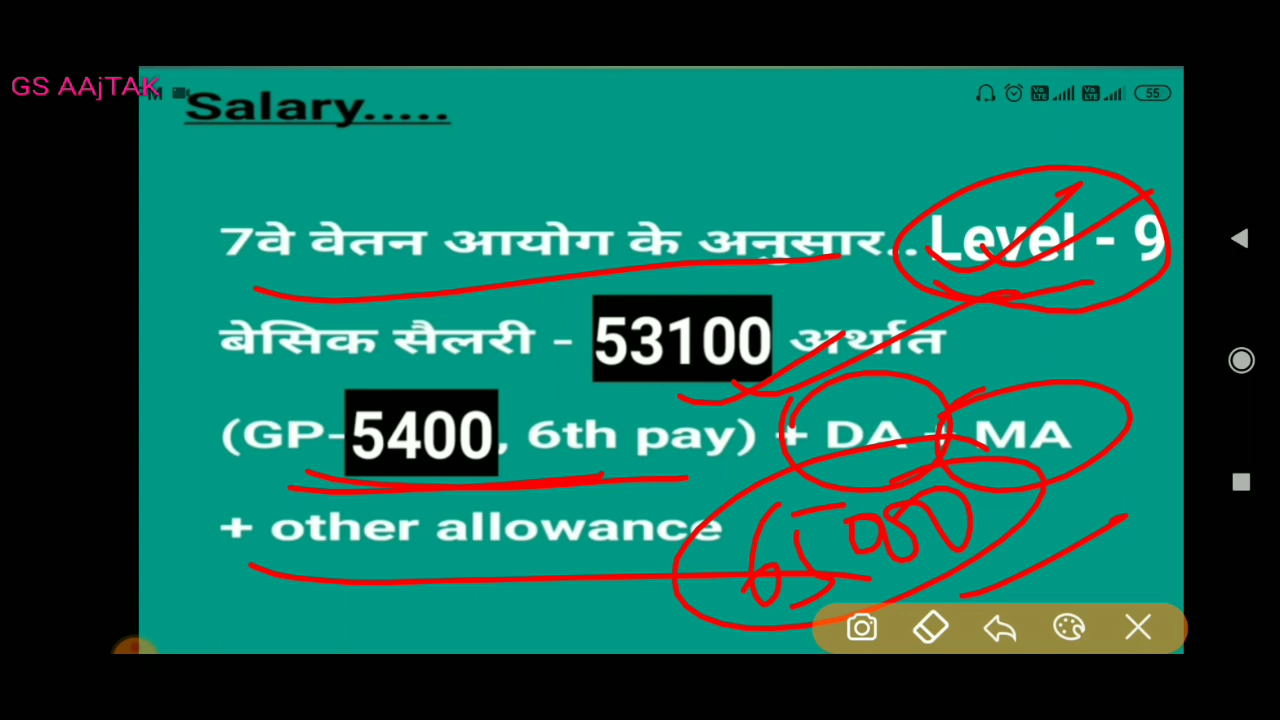 GS AAjTAK
55
Salary.....
7वे वेतन आयोग के अनुसार.. Level - 9
बेसिक सैलरी - 53100 अर्थात
(GP-5400, 6th pay) + DA + MA
+ other allowance